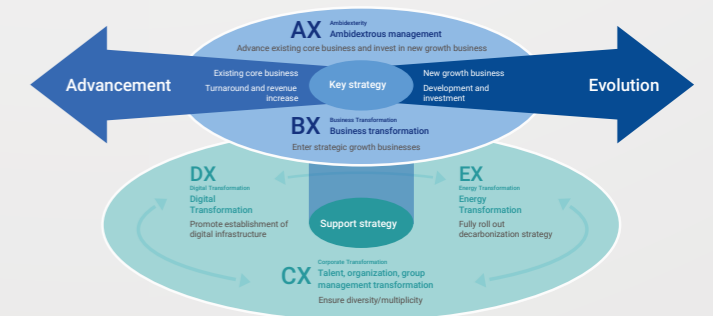 AX
Ambidexterity
Ambidextrous management
Advance existing core business and invest in new growth business
Advancement
Existing core business
Turnaround and revenue
increase
Key strategy
New growth business
Development and
investment
Evolution
BX
Business Transformation
Business transformation
Enter strategic growth businesses
DX
Digital Transformation
Digital
Transformation
Promote establishment of
digital infrastructure
EX
Energy Transformation
Energy
Transformation
Fully roll out
decarbonization strategy
Support strategy
CX
Corporate Transformation
Talent, organization, group
management transformation
Ensure diversity/multiplicity